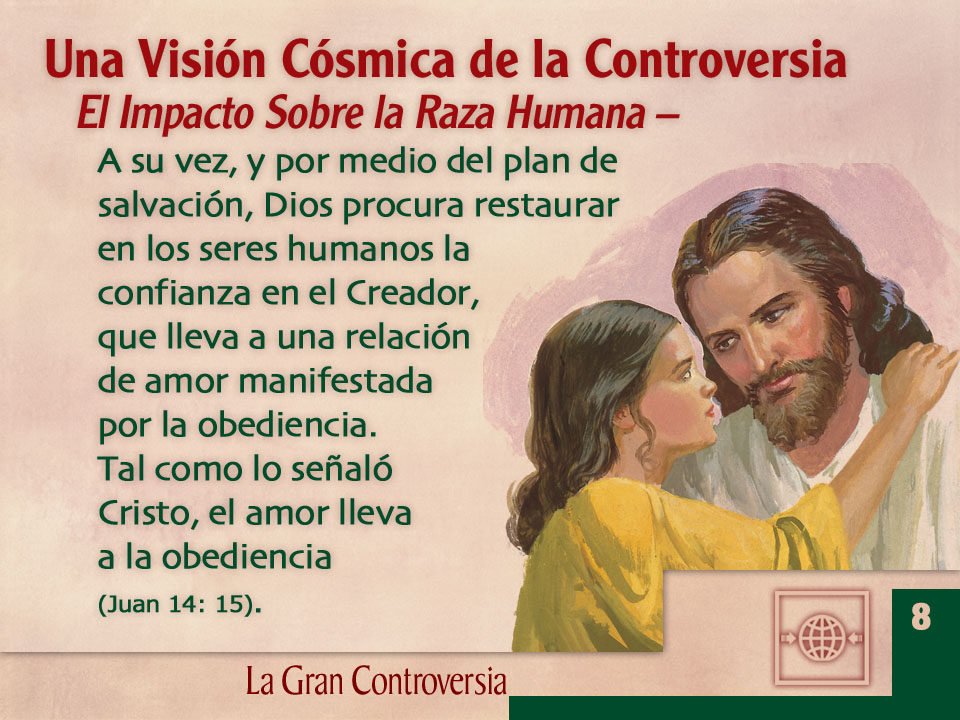 Una Visión Cósmica de la Controversia
El Impacto Sobre la Raza Humana –
A su vez, y por medio del plan de
salvación, Dios procura restaurar
en los seres humanos la
confianza en el Creador,
que lleva a una relación
de amor manifestada
por la obediencia.
Tal como lo señaló
Cristo, el amor lleva
a la obediencia
(Juan 14: 15).
8
La Gran Controversia